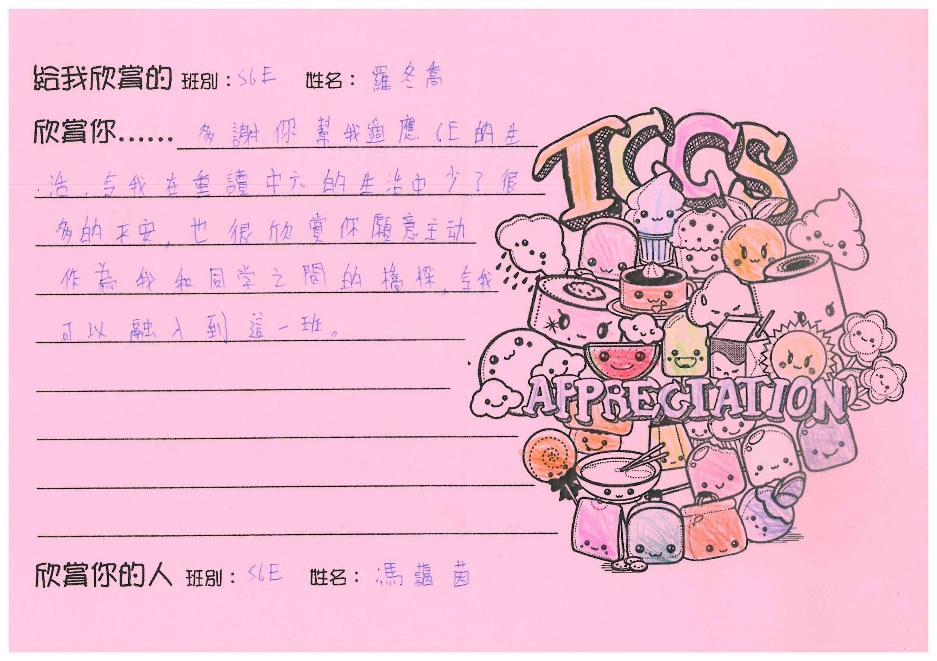 給我欣賞的 班別：S6E 姓名：羅冬喬
欣賞你...... 多謝你幫我適應6E的生
活，令我在重讀中六的生活中少了很
多的不安，也很欣賞你願意主动
作為我和同学之間的橋樑，令我
可以融入到這一班。
欣賞你的人 班別：S6E 姓名：馮藹茵
TCCS
APPRECIATION